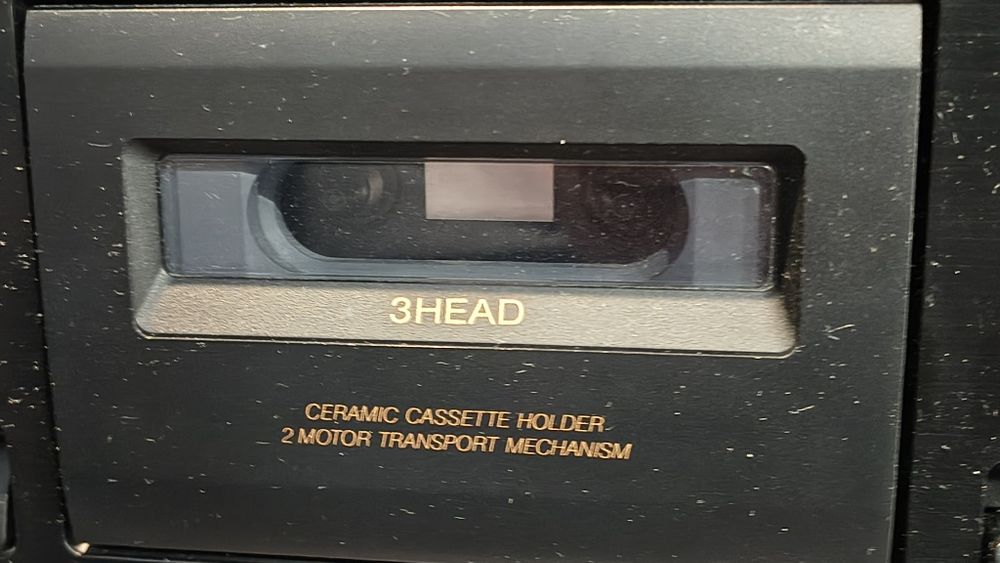 3HEAD
CERAMIC CASSETTE HOLDER
2 MOTOR TRANSPORT MECHANISM